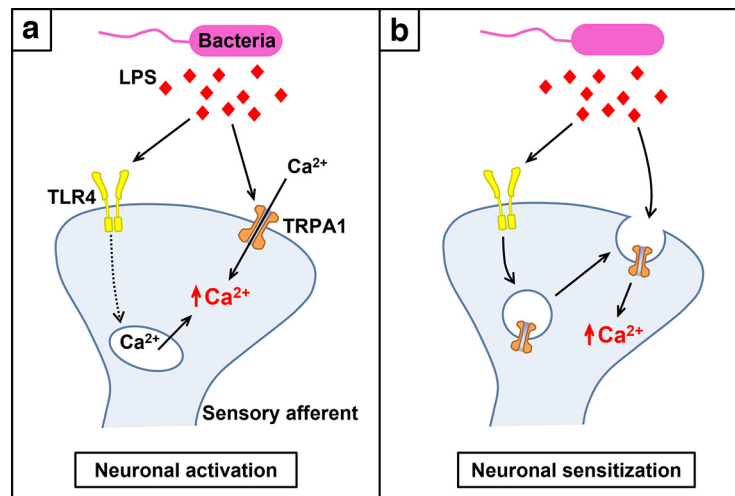 a
Bacteria
LPS
Ca²⁺
TLR4
TRPA1
Ca²⁺
Ca²⁺
Sensory afferent
Neuronal activation
b
Ca²⁺
Neuronal sensitization